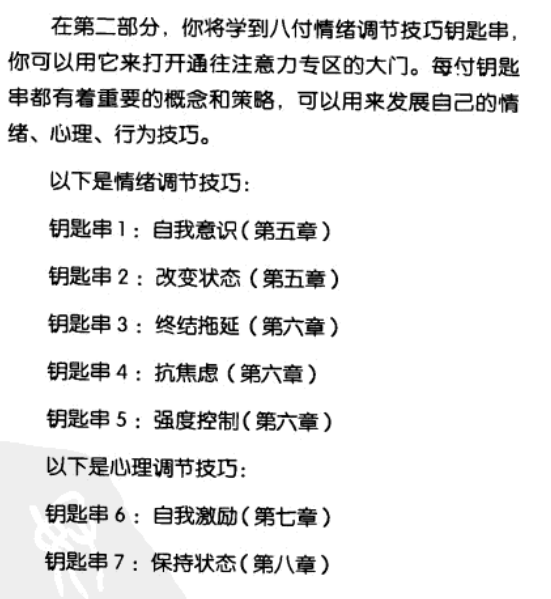 在第二部分，你将学到八付情绪调节技巧钥匙串，
你可以用它来打开通往注意力专区的大门。每付钥匙
串都有着重要的概念和策略，可以用来发展自己的情
绪、心理、行为技巧。
以下是情绪调节技巧：
钥匙串1：自我意识（第五章）
钥匙串2：改变状态（第五章）
钥匙串3：终结拖延（第六章）
钥匙串4：抗焦虑（第六章）
钥匙串5：强度控制（第六章）
以下是心理调节技巧：
钥匙串6：自我激励（第七章）
钥匙串7：保持状态（第八章）